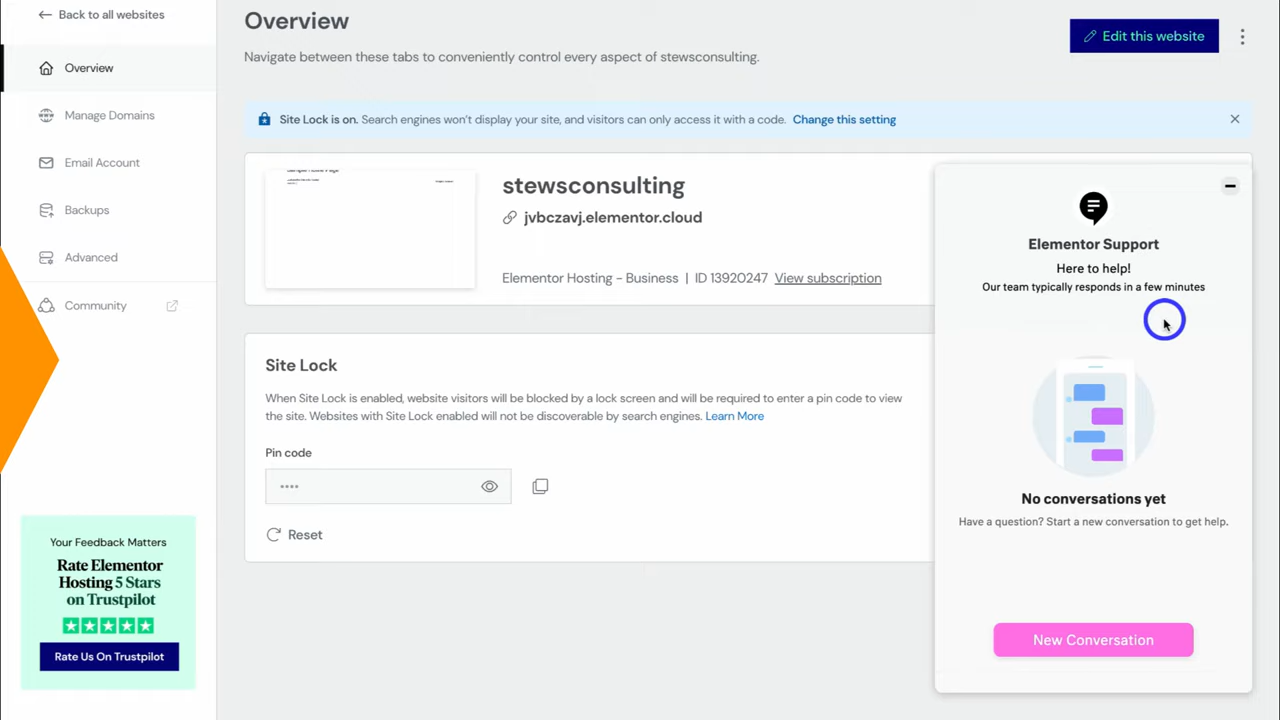 Back to all websites
Overview
Manage Domains
Email Account
Backups
Advanced
Community
Your Feedback Matters
Rate Elementor
Hosting 5 Stars
on Trustpilot
Rate Us On Trustpilot
Overview
Edit this website
Navigate between these tabs to conveniently control every aspect of stewsconsulting.
Site Lock is on. Search engines won't display your site, and visitors can only access it with a code. Change this setting
stewsconsulting
jvbczavj.elementor.cloud
Elementor Hosting - Business | ID 13920247 View subscription
Site Lock
When Site Lock is enabled, website visitors will be blocked by a lock screen and will be required to enter a pin code to view
the site. Websites with Site Lock enabled will not be discoverable by search engines. Learn More
Pin code
••••
Reset
Elementor Support
Here to help!
Our team typically responds in a few minutes
No conversations yet
Have a question? Start a new conversation to get help.
New Conversation